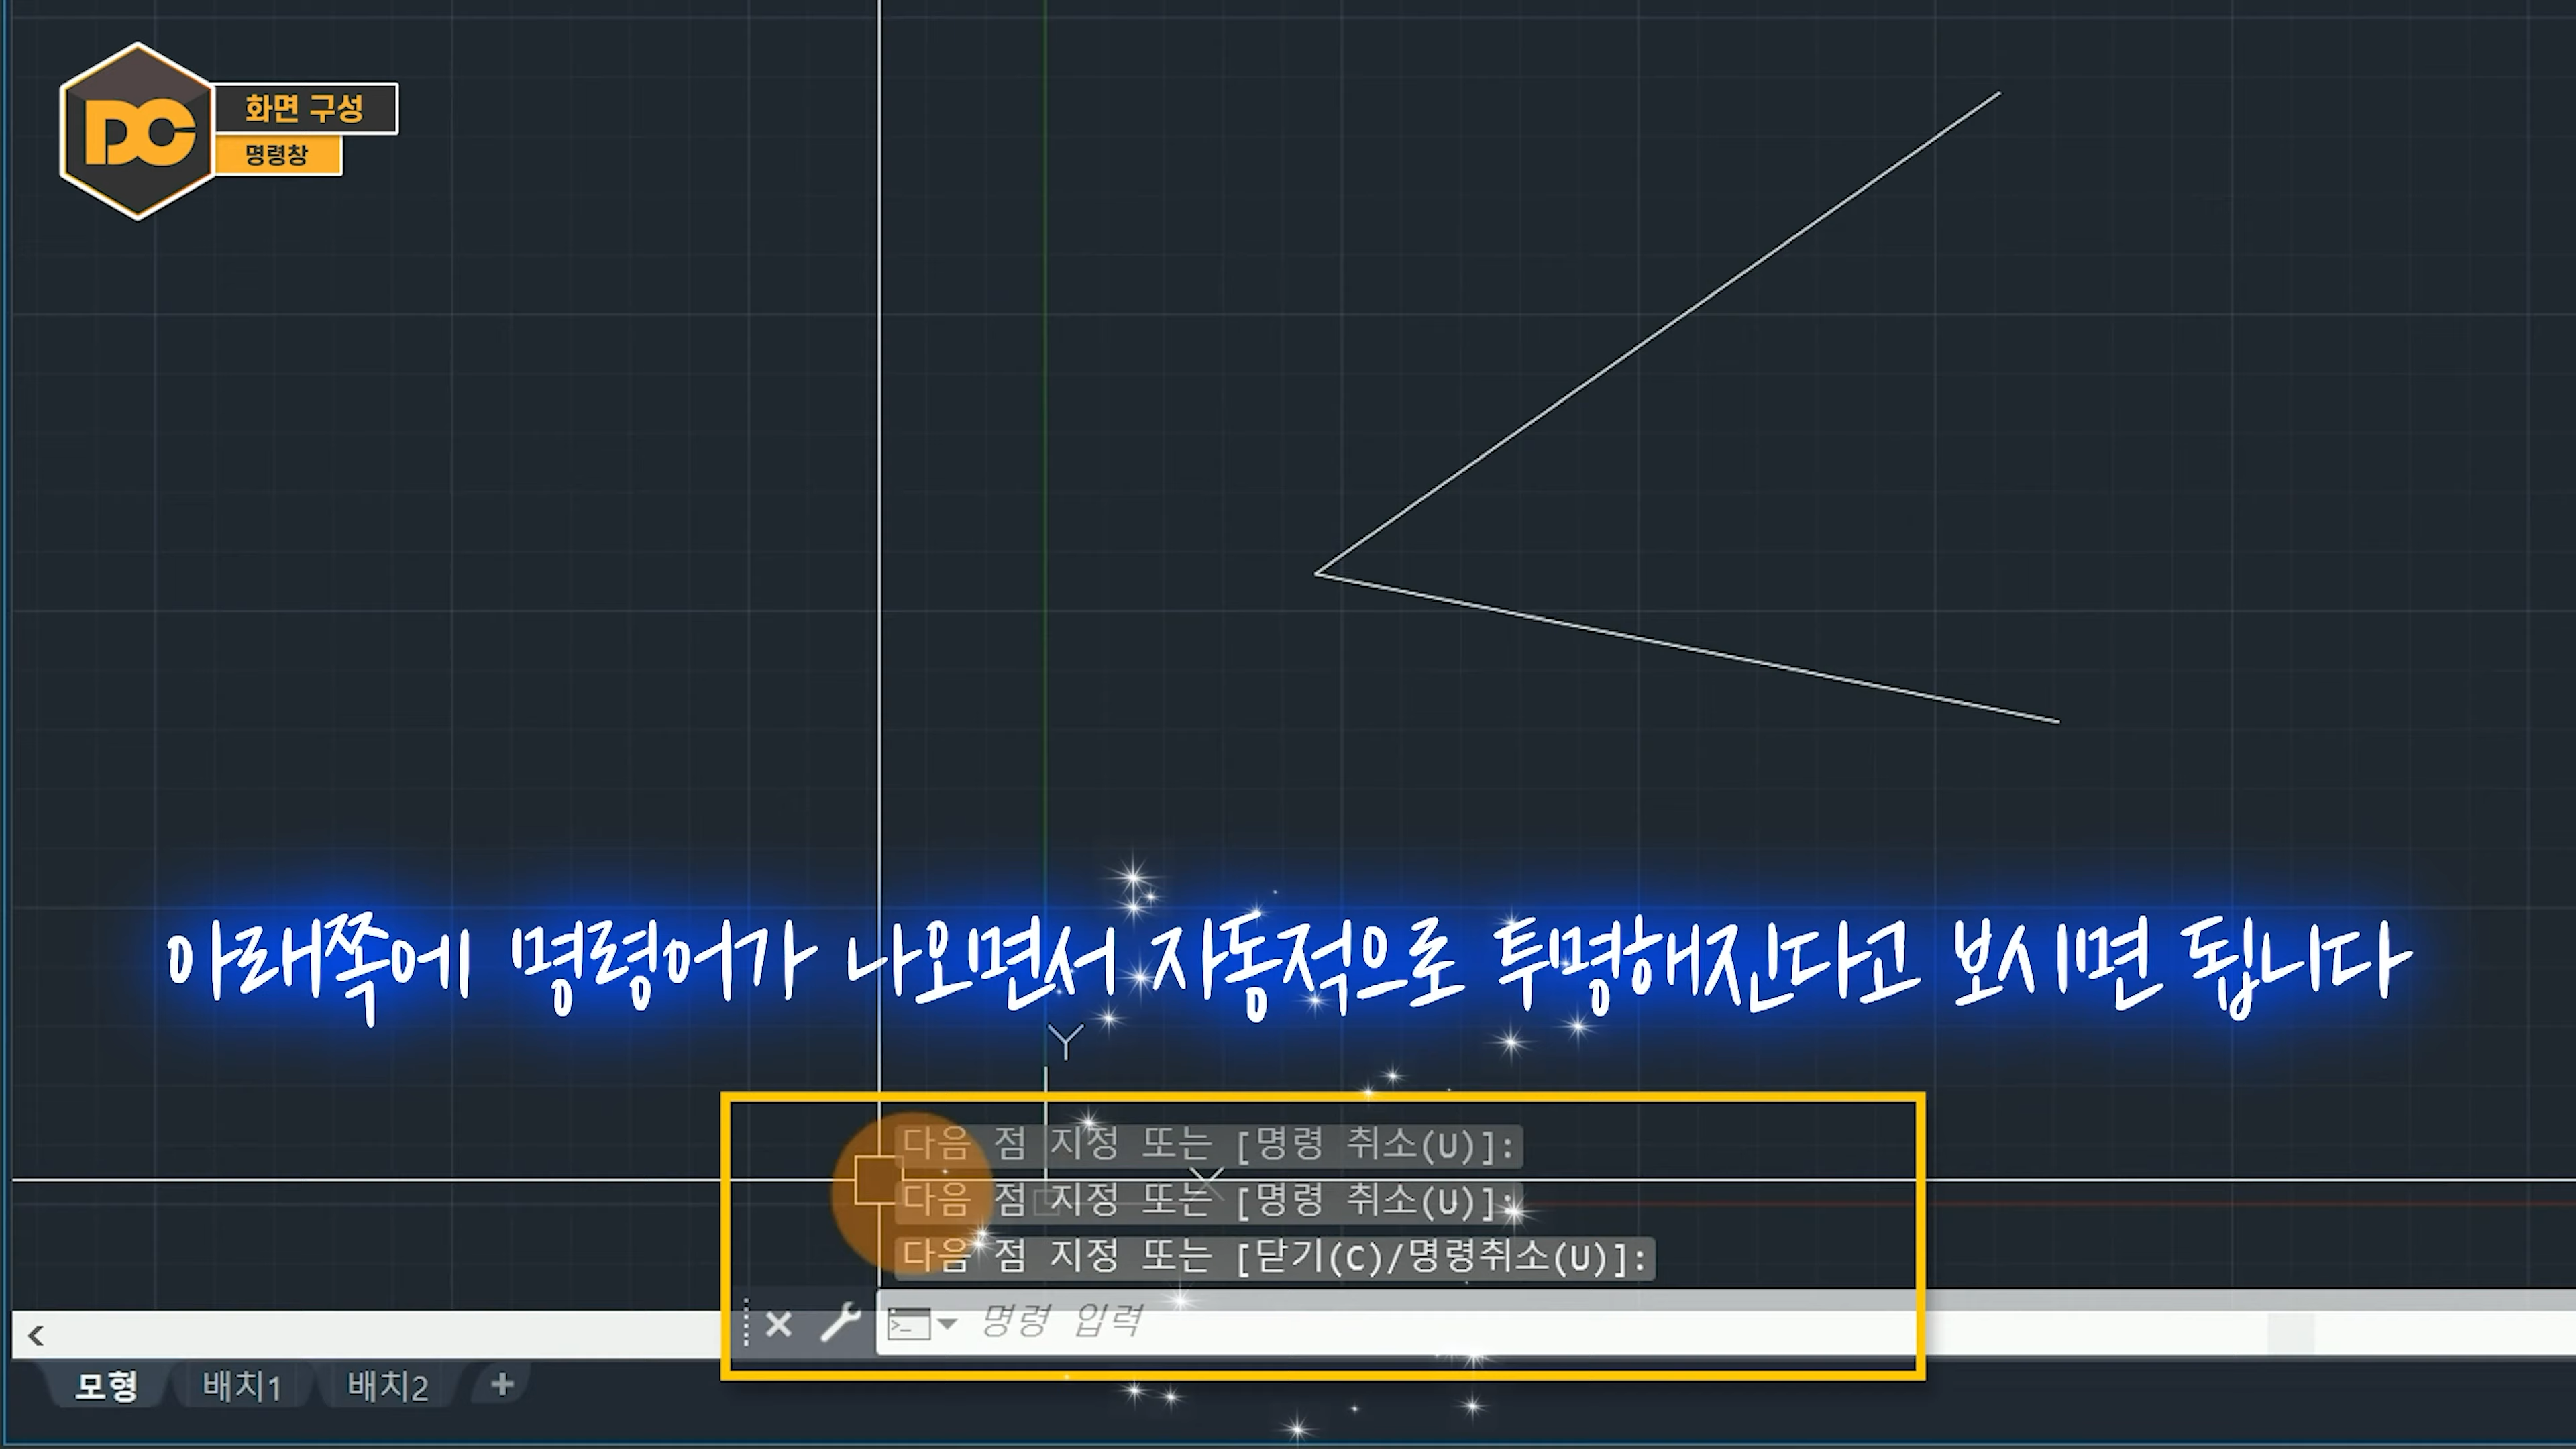 DC
화면 구성
명령창
아래쪽에 명령어가 나오면서 자동적으로 투명해진다고 보시면 됩니다
Y
X
다음 점 지정 또는 [명령 취소(U)]:
다음 점 지정 또는 [명령 취소(U)]:
다음 점 지정 또는 [닫기(C)/명령취소(U)]:
명령 입력
모형 배치1 배치2 +